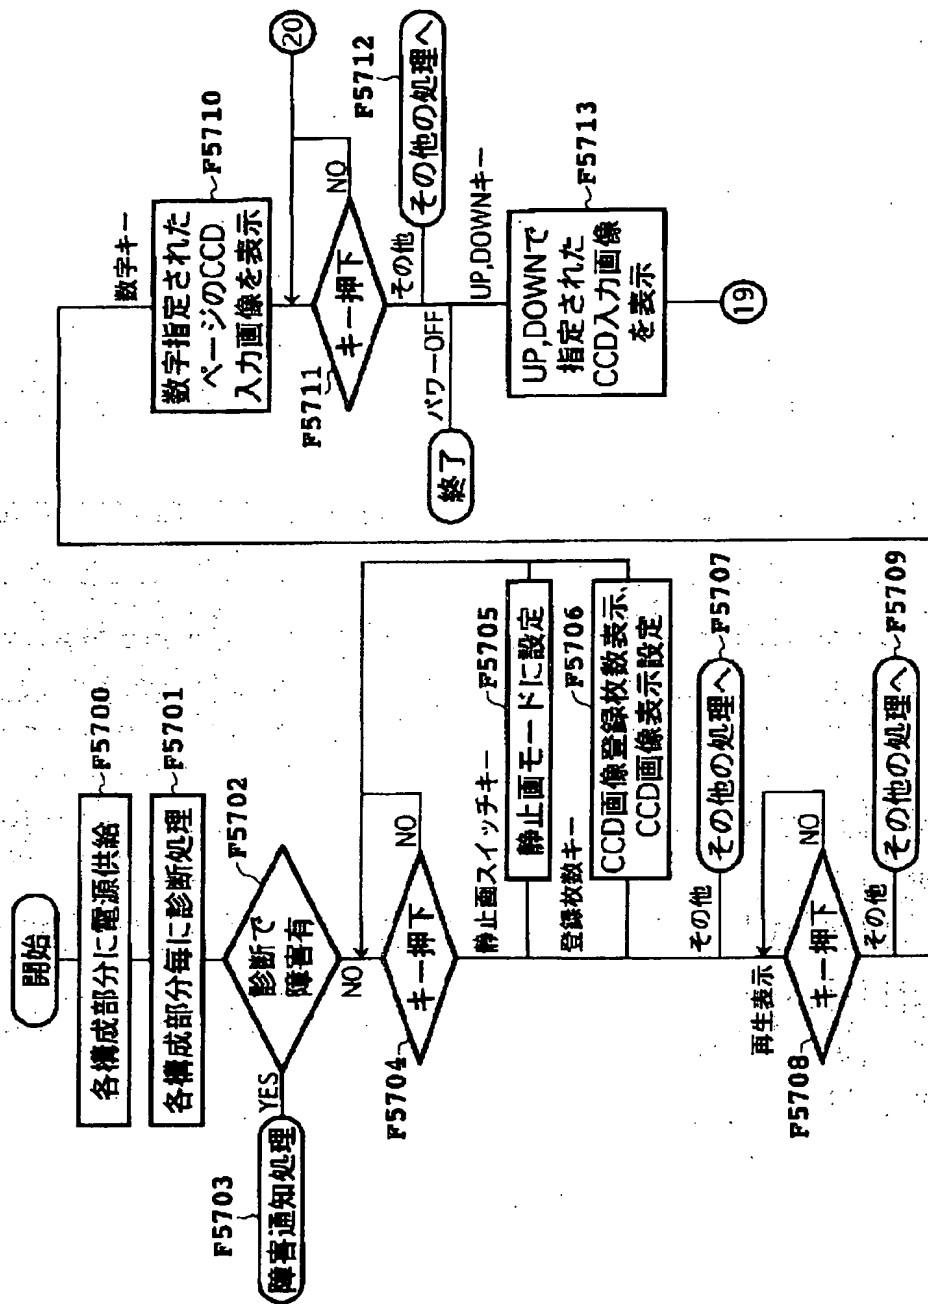 開始
各構成部分に電源供給
F5700
各構成部分毎に診断処理
F5701
診断で
障害有
F5702
YES
障害通知処理
F5703
NO
キー押下
F5704
NO
静止画スイッチキー
静止画モードに設定
F5705
登録枚数キー
CCD画像登録枚数表示、
CCD画像表示設定
F5706
その他
その他の処理へ
F5707
再生表示
キー押下
F5708
NO
その他
その他の処理へ
F5709
数字キー
数字指定された
ページのCCD
入力画像を表示
F5710
20
キー押下
F5711
NO
その他
その他の処理へ
F5712
パワーOFF
終了
UP,DOWNキー
UP,DOWNで
指定された
CCD入力画像
を表示
F5713
19